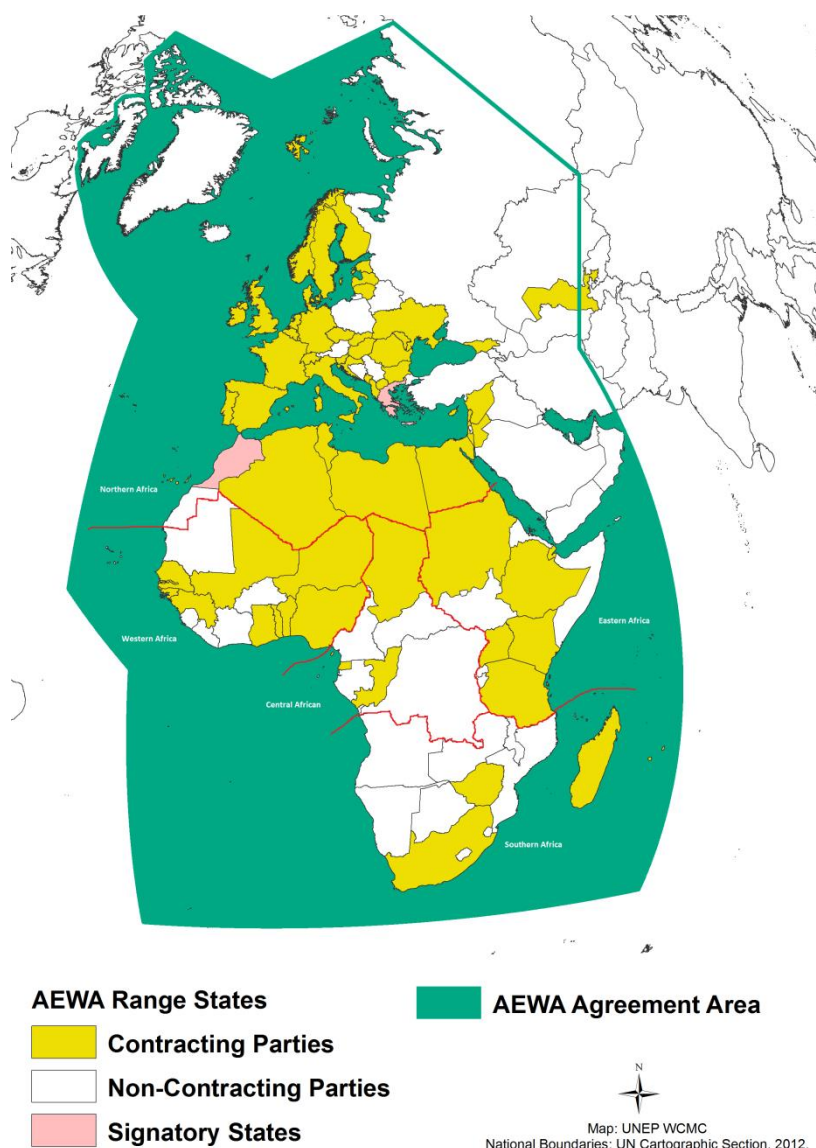 Northern Africa
Western Africa
Eastern Africa
Central African
Southern Africa
AEWA Range States
Contracting Parties
Non-Contracting Parties
Signatory States
AEWA Agreement Area
N
Map: UNEP WCMC
National Boundaries: UN Cartographic Section, 2012.